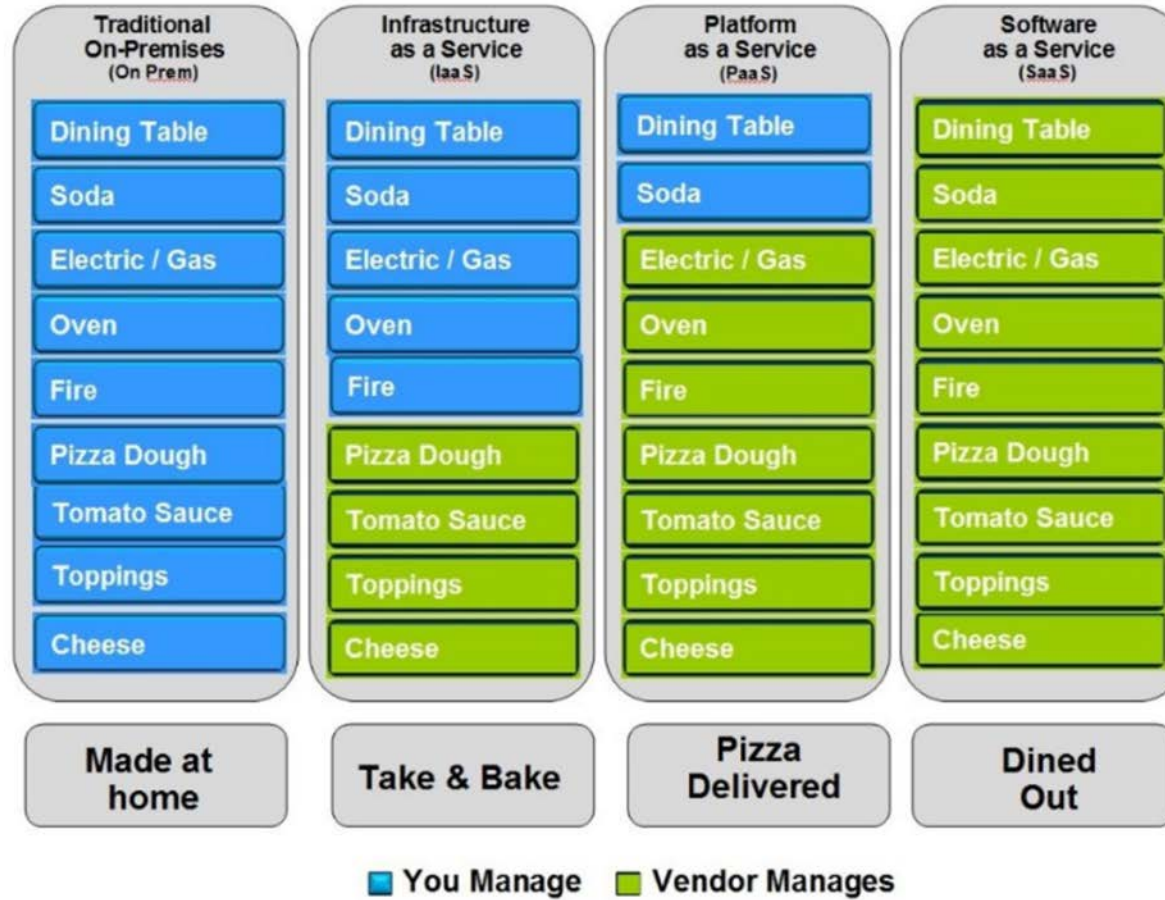 Traditional
On-Premises
(On Prem)
Dining Table
Soda
Electric / Gas
Oven
Fire
Pizza Dough
Tomato Sauce
Toppings
Cheese
Made at
home
Infrastructure
as a Service
(IaaS)
Dining Table
Soda
Electric / Gas
Oven
Fire
Pizza Dough
Tomato Sauce
Toppings
Cheese
Take & Bake
Platform
as a Service
(PaaS)
Dining Table
Soda
Electric / Gas
Oven
Fire
Pizza Dough
Tomato Sauce
Toppings
Cheese
Pizza
Delivered
Software
as a Service
(SaaS)
Dining Table
Soda
Electric / Gas
Oven
Fire
Pizza Dough
Tomato Sauce
Toppings
Cheese
Dined
Out
You Manage
Vendor Manages